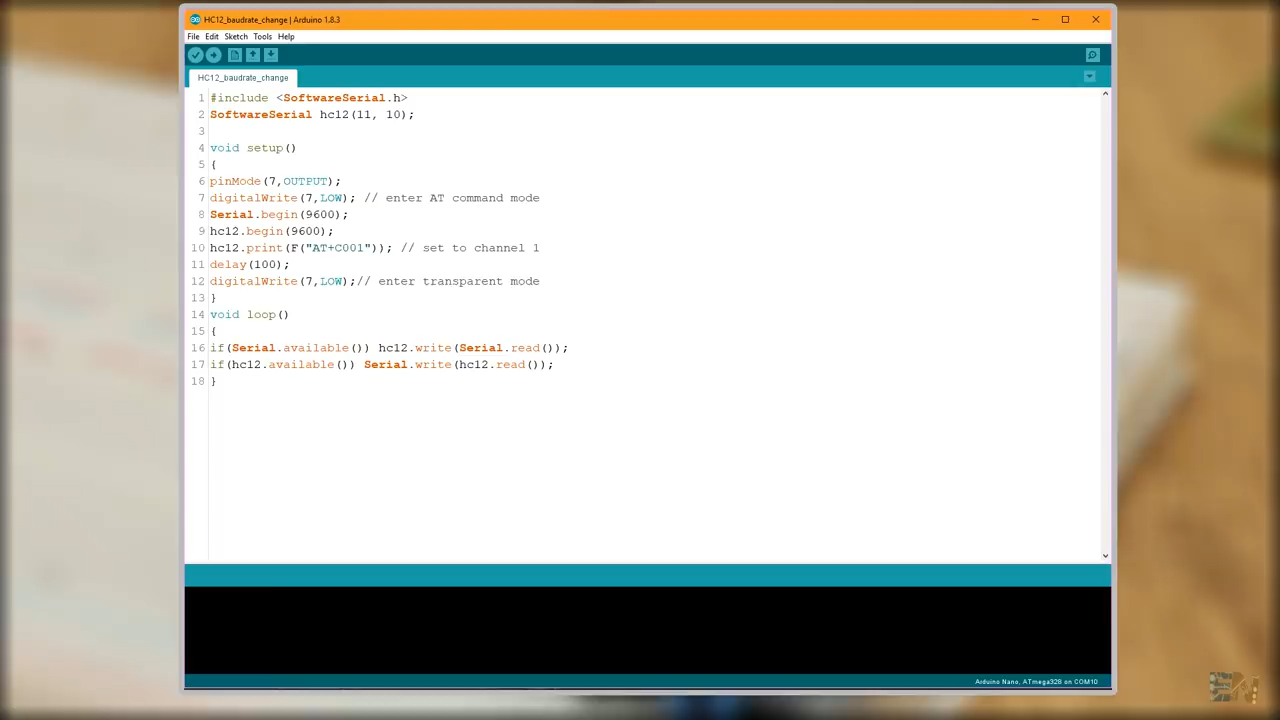 HC12_baudrate_change | Arduino 1.8.3
File Edit Sketch Tools Help
HC12_baudrate_change
1 #include <SoftwareSerial.h>
2 SoftwareSerial hc12(11, 10);
3
4 void setup()
5 {
6 pinMode(7,OUTPUT);
7 digitalWrite(7,LOW); // enter AT command mode
8 Serial.begin(9600);
9 hc12.begin(9600);
10 hc12.print(F("AT+C001")); // set to channel 1
11 delay(100);
12 digitalWrite(7,LOW);// enter transparent mode
13 }
14 void loop()
15 {
16 if(Serial.available()) hc12.write(Serial.read());
17 if(hc12.available()) Serial.write(hc12.read());
18 }
Arduino Nano, ATmega328 on COM10